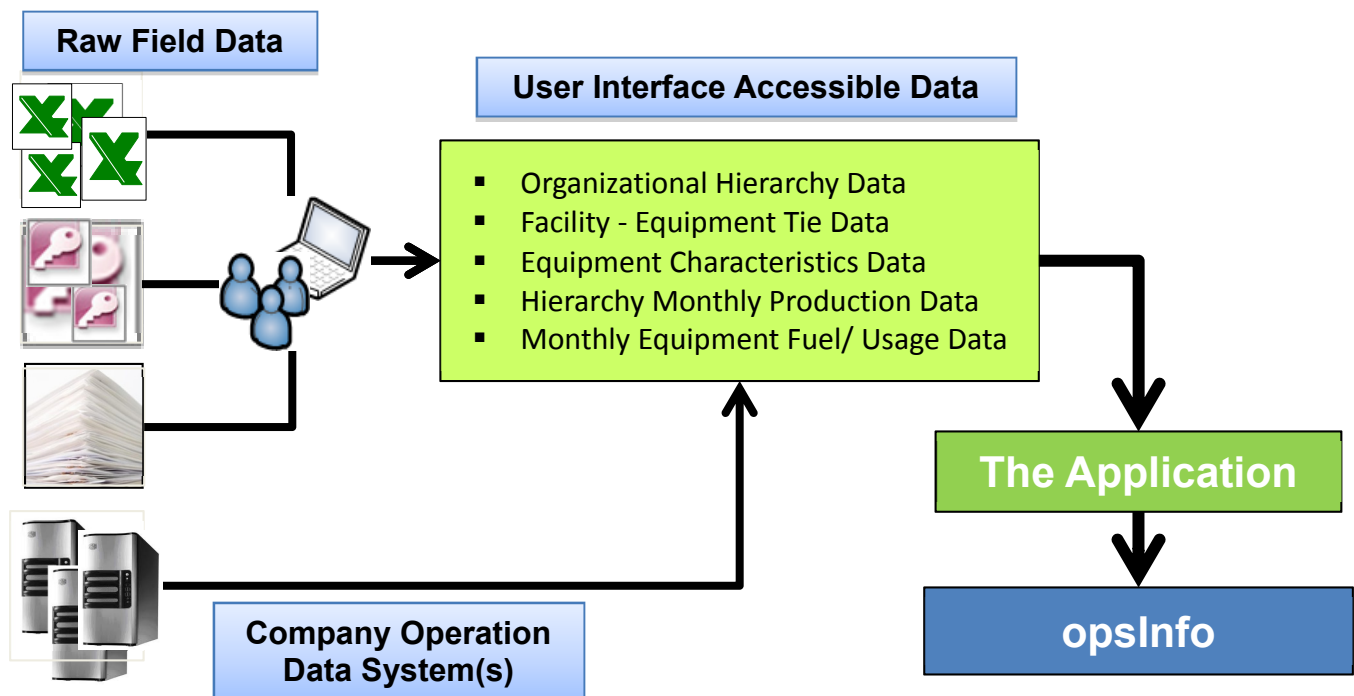 Raw Field Data
User Interface Accessible Data
▪ Organizational Hierarchy Data
▪ Facility - Equipment Tie Data
▪ Equipment Characteristics Data
▪ Hierarchy Monthly Production Data
▪ Monthly Equipment Fuel/ Usage Data
The Application
opsInfo
Company Operation
Data System(s)